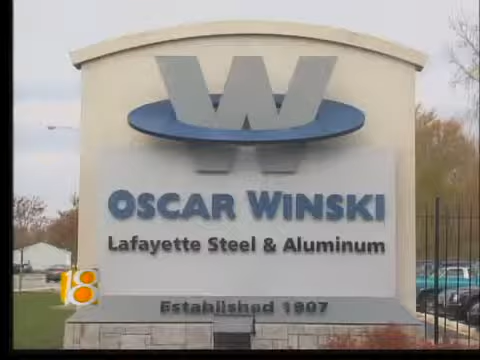 W
OSCAR WINSKI
Lafayette Steel & Aluminum
18
Established 1907